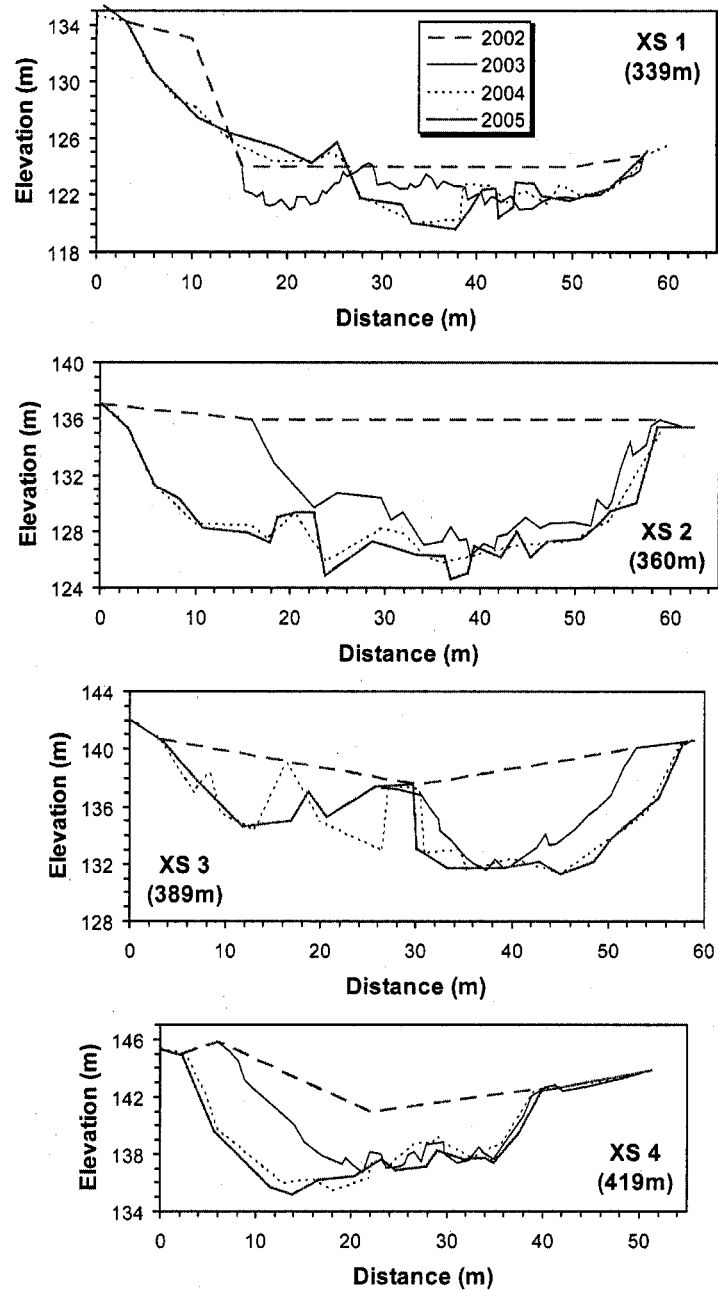 134
130
126
122
118
Elevation (m)
2002
2003
2004
2005
XS 1
(339m)
0 10 20 30 40 50 60
Distance (m)
140
136
132
128
124
Elevation (m)
XS 2
(360m)
0 10 20 30 40 50 60
Distance (m)
144
140
136
132
128
Elevation (m)
XS 3
(389m)
0 10 20 30 40 50 60
Distance (m)
146
142
138
134
Elevation (m)
XS 4
(419m)
0 10 20 30 40 50
Distance (m)